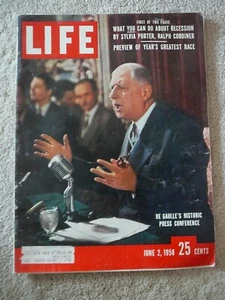 FIRST OF TWO PARTS
WHAT YOU CAN DO ABOUT RECESSION
BY SYLVIA PORTER, RALPH CORDINER
PREVIEW OF YEAR'S GREATEST RACE
LIFE
DE GAULLE'S HISTORIC
PRESS CONFERENCE
JUNE 2, 1958
25 CENTS